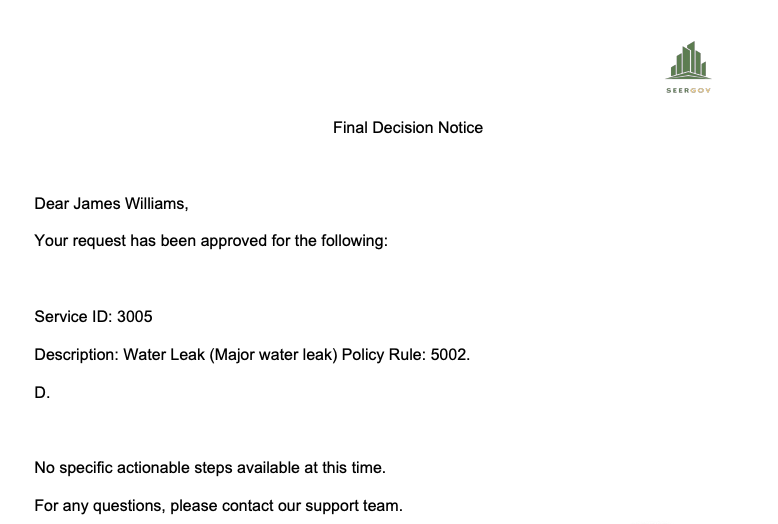 SEERGOV
Final Decision Notice
Dear James Williams,
Your request has been approved for the following:
Service ID: 3005
Description: Water Leak (Major water leak) Policy Rule: 5002.
D.
No specific actionable steps available at this time.
For any questions, please contact our support team.